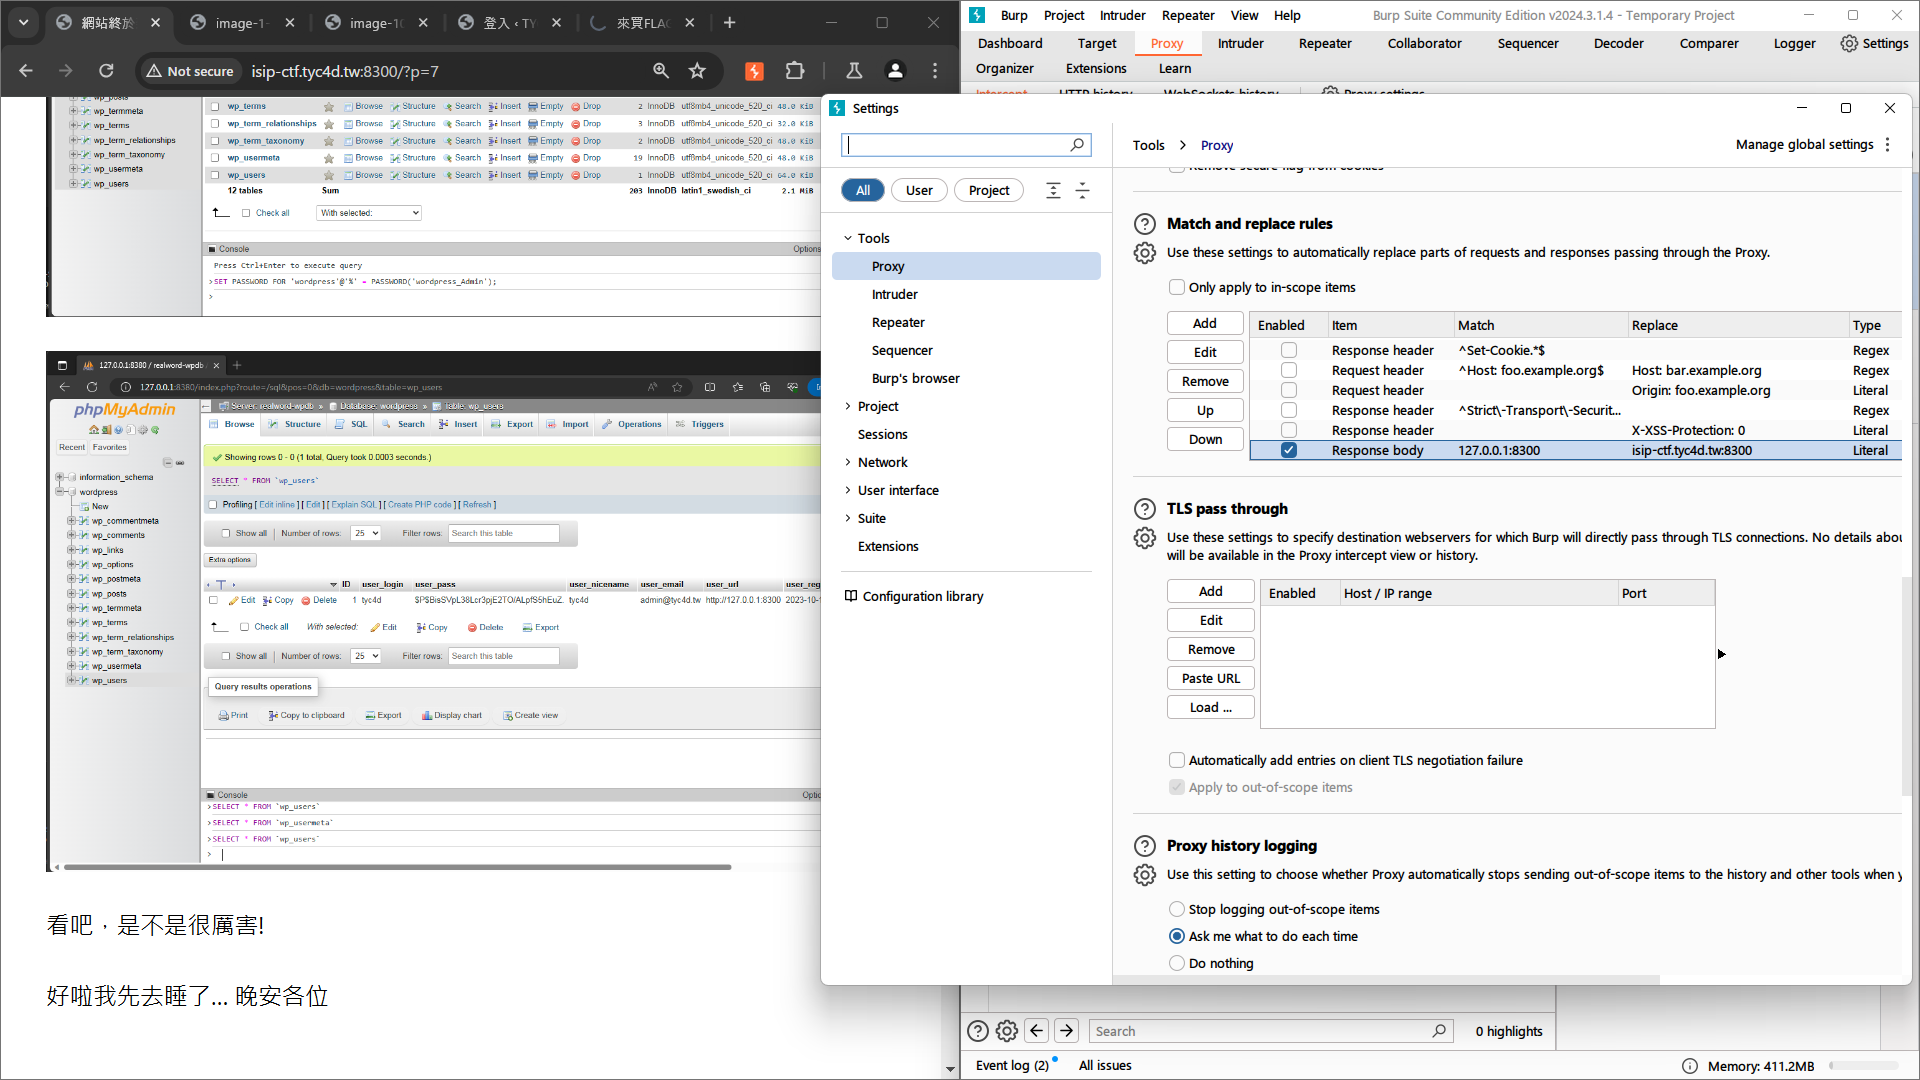 網站終於
image-1-
image-10
登入 ‹ TY
來買FLAG
Not secure
isip-ctf.tyc4d.tw:8300/?p=7
wp_posts
wp_termmeta
wp_terms
wp_term_relationships
wp_term_taxonomy
wp_usermeta
wp_users
wp_terms Browse Structure Search Insert Empty Drop 2 InnoDB utf8mb4_unicode_520_ci 48.0 KiB
wp_term_relationships Browse Structure Search Insert Empty Drop 3 InnoDB utf8mb4_unicode_520_ci 32.0 KiB
wp_term_taxonomy Browse Structure Search Insert Empty Drop 2 InnoDB utf8mb4_unicode_520_ci 48.0 KiB
wp_usermeta Browse Structure Search Insert Empty Drop 19 InnoDB utf8mb4_unicode_520_ci 48.0 KiB
wp_users Browse Structure Search Insert Empty Drop 1 InnoDB utf8mb4_unicode_520_ci 64.0 KiB
12 tables Sum 203 InnoDB latin1_swedish_ci 2.1 MiB
Check all With selected:
Console Options
Press Ctrl+Enter to execute query
>SET PASSWORD FOR 'wordpress'@'%' = PASSWORD('wordpress_Admin');
>
127.0.0.1:8380 / realword-wpdb
127.0.0.1:8380/index.php?route=/sql&pos=0&db=wordpress&table=wp_users
phpMyAdmin
Recent Favorites
information_schema
wordpress
New
wp_commentmeta
wp_comments
wp_links
wp_options
wp_postmeta
wp_posts
wp_termmeta
wp_terms
wp_term_relationships
wp_term_taxonomy
wp_usermeta
wp_users
Server: realword-wpdb » Database: wordpress » Table: wp_users
Browse Structure SQL Search Insert Export Import Operations Triggers
Showing rows 0 - 0 (1 total, Query took 0.0003 seconds.)
SELECT * FROM `wp_users`
Profiling [ Edit inline ] [ Edit ] [ Explain SQL ] [ Create PHP code ] [ Refresh ]
Show all Number of rows: 25 Filter rows: Search this table
Extra options
ID user_login user_pass user_nicename user_email user_url user_reg
Edit Copy Delete 1 tyc4d $P$BisSVpL38Lcr3pjE2TO/ALpfS5hEuZ. tyc4d admin@tyc4d.tw http://127.0.0.1:8300 2023-10-1
Check all With selected: Edit Copy Delete Export
Show all Number of rows: 25 Filter rows: Search this table
Query results operations
Print Copy to clipboard Export Display chart Create view
Console Optio
>SELECT * FROM `wp_users`
>SELECT * FROM `wp_usermeta`
>SELECT * FROM `wp_users`
>
看吧，是不是很厲害!
好啦我先去睡了… 晚安各位
Burp Project Intruder Repeater View Help
Burp Suite Community Edition v2024.3.1.4 - Temporary Project
Dashboard Target Proxy Intruder Repeater Collaborator Sequencer Decoder Comparer Logger Settings
Organizer Extensions Learn
Intercept HTTP history WebSockets history Proxy settings
Settings
All User Project
Tools
Proxy
Intruder
Repeater
Sequencer
Burp's browser
Project
Sessions
Network
User interface
Suite
Extensions
Configuration library
Tools > Proxy
Manage global settings
Remove secure flag from cookies
Match and replace rules
Use these settings to automatically replace parts of requests and responses passing through the Proxy.
Only apply to in-scope items
Add
Edit
Remove
Up
Down
Enabled Item Match Replace Type
Response header ^Set-Cookie.*$ Regex
Request header ^Host: foo.example.org$ Host: bar.example.org Regex
Request header Origin: foo.example.org Literal
Response header ^Strict\-Transport\-Securit... Regex
Response header X-XSS-Protection: 0 Literal
Response body 127.0.0.1:8300 isip-ctf.tyc4d.tw:8300 Literal
TLS pass through
Use these settings to specify destination webservers for which Burp will directly pass through TLS connections. No details abou
will be available in the Proxy intercept view or history.
Add
Edit
Remove
Paste URL
Load ...
Enabled Host / IP range Port
Automatically add entries on client TLS negotiation failure
Apply to out-of-scope items
Proxy history logging
Use this setting to choose whether Proxy automatically stops sending out-of-scope items to the history and other tools when y
Stop logging out-of-scope items
Ask me what to do each time
Do nothing
Search
0 highlights
Event log (2) All issues
Memory: 411.2MB